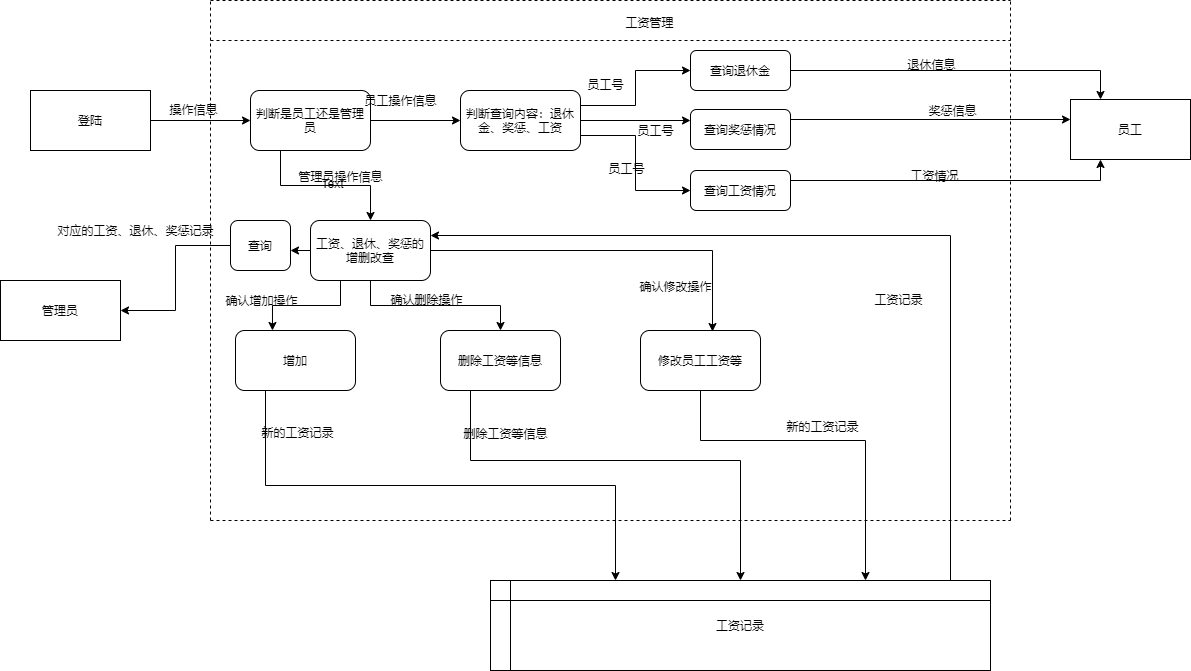 工资管理
查询退休金
退休信息
员工号
登陆
操作信息
判断是员工还是管理
员
员工操作信息
判断查询内容：退休
金、奖惩、工资
员工号
查询奖惩情况
奖惩信息
员工
员工号
查询工资情况
工资情况
管理员操作信息
Text
对应的工资、退休、奖惩记录
查询
工资、退休、奖惩的
增删改查
管理员
确认增加操作
确认删除操作
确认修改操作
工资记录
增加
删除工资等信息
修改员工工资等
新的工资记录
删除工资等信息
新的工资记录
工资记录